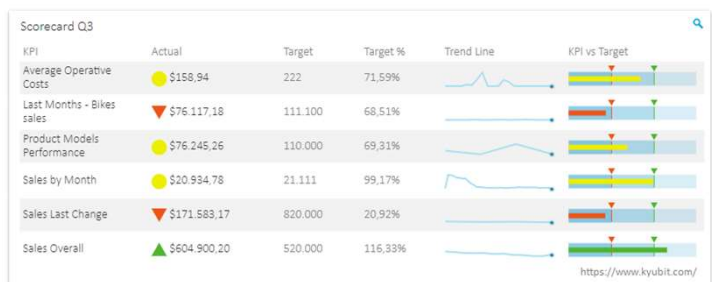 Scorecard Q3
KPI Actual Target Target % Trend Line KPI vs Target
Average Operative
Costs
$158,94 222 71,59%
Last Months - Bikes
sales
$76.117,18 111.100 68,51%
Product Models
Performance
$76.245,26 110.000 69,31%
Sales by Month $20.934,78 21.111 99,17%
Sales Last Change $171.583,17 820.000 20,92%
Sales Overall $604.900,20 520.000 116,33%
https://www.kyubit.com/